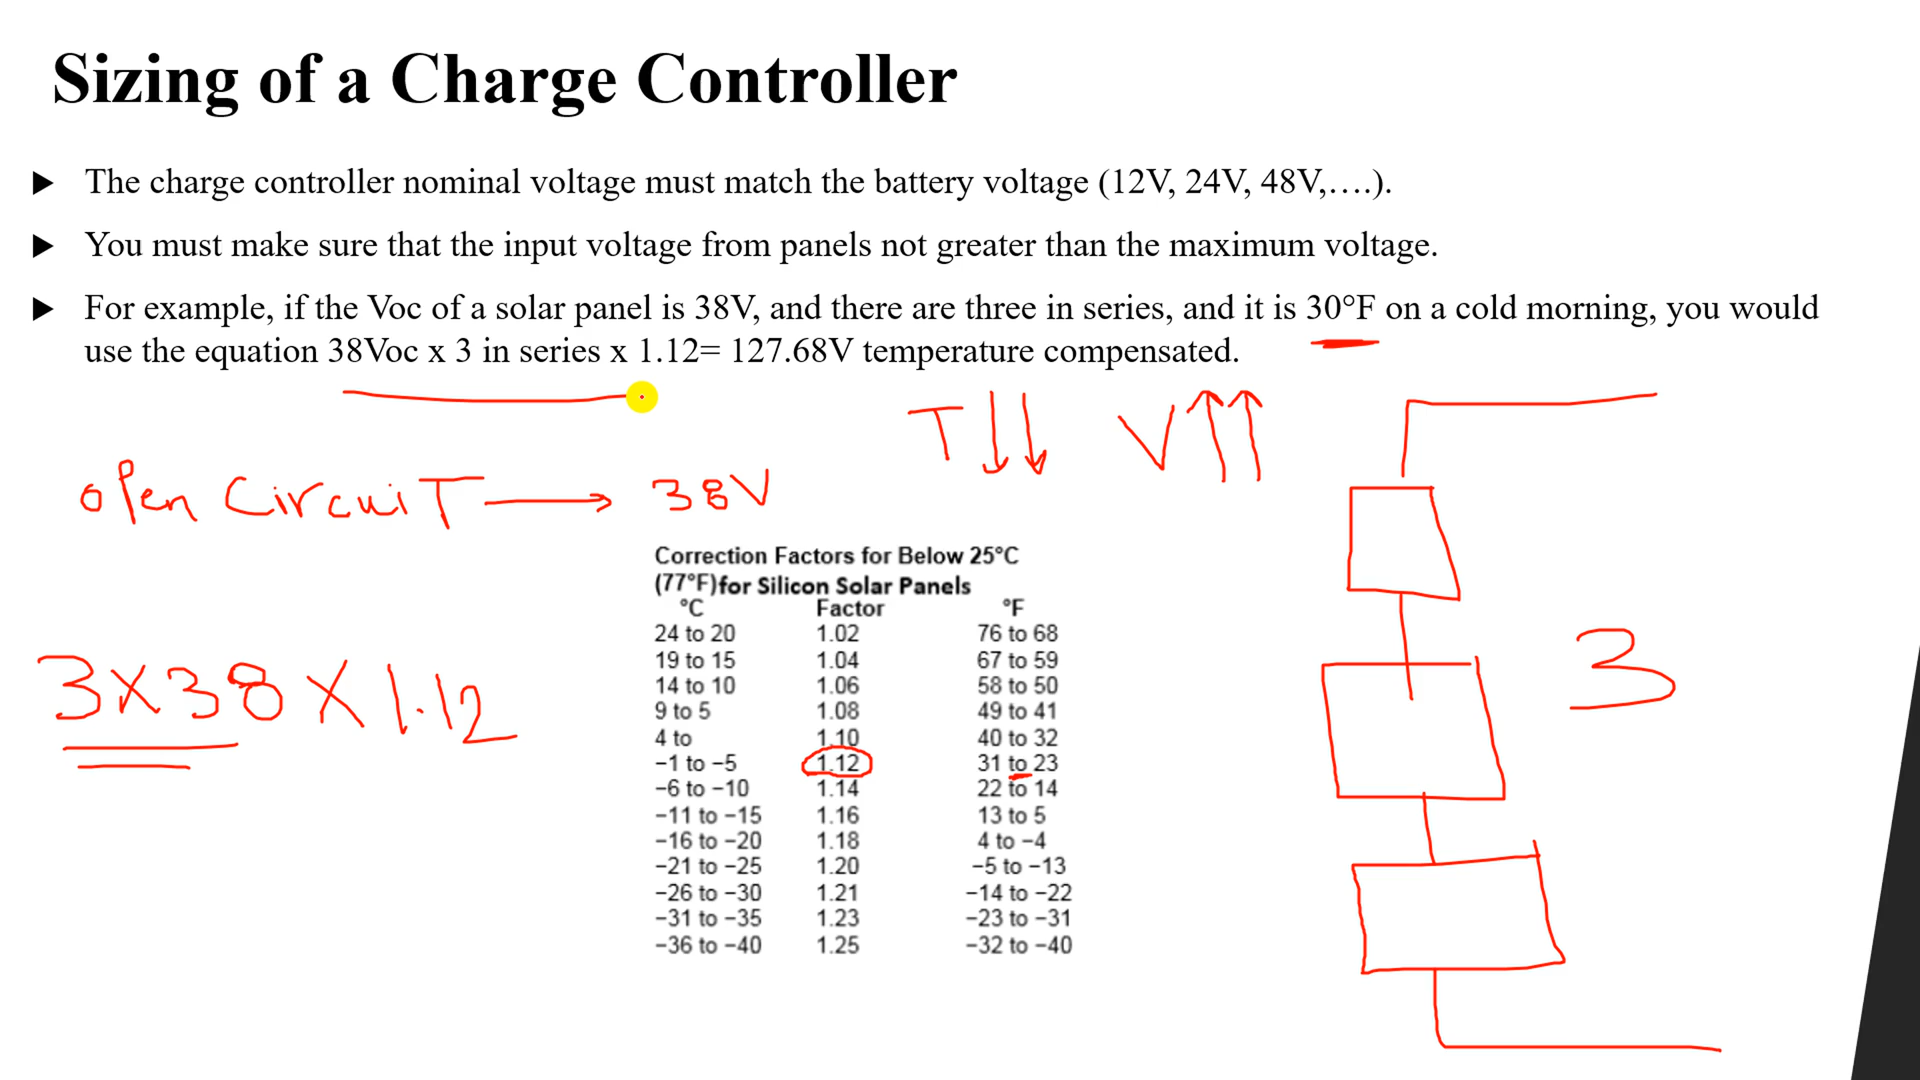 Sizing of a Charge Controller
The charge controller nominal voltage must match the battery voltage (12V, 24V, 48V,….).
You must make sure that the input voltage from panels not greater than the maximum voltage.
For example, if the Voc of a solar panel is 38V, and there are three in series, and it is 30°F on a cold morning, you would
use the equation 38Voc x 3 in series x 1.12= 127.68V temperature compensated.
T V
open circuit 38V
Correction Factors for Below 25°C
(77°F)for Silicon Solar Panels
°C Factor °F
24 to 20 1.02 76 to 68
19 to 15 1.04 67 to 59
14 to 10 1.06 58 to 50
9 to 5 1.08 49 to 41
4 to 1.10 40 to 32
−1 to −5 1.12 31 to 23
−6 to −10 1.14 22 to 14
−11 to −15 1.16 13 to 5
−16 to −20 1.18 4 to −4
−21 to −25 1.20 −5 to −13
−26 to −30 1.21 −14 to −22
−31 to −35 1.23 −23 to −31
−36 to −40 1.25 −32 to −40
3x38x1.12
3